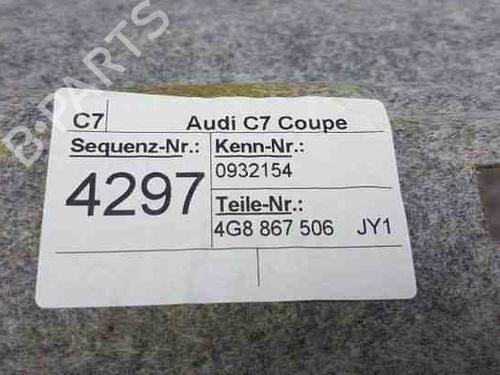 B-PARTS
C7 Audi C7 Coupe
Sequenz-Nr.: Kenn-Nr.:
4297 0932154
Teile-Nr.:
4G8 867 506 JY1